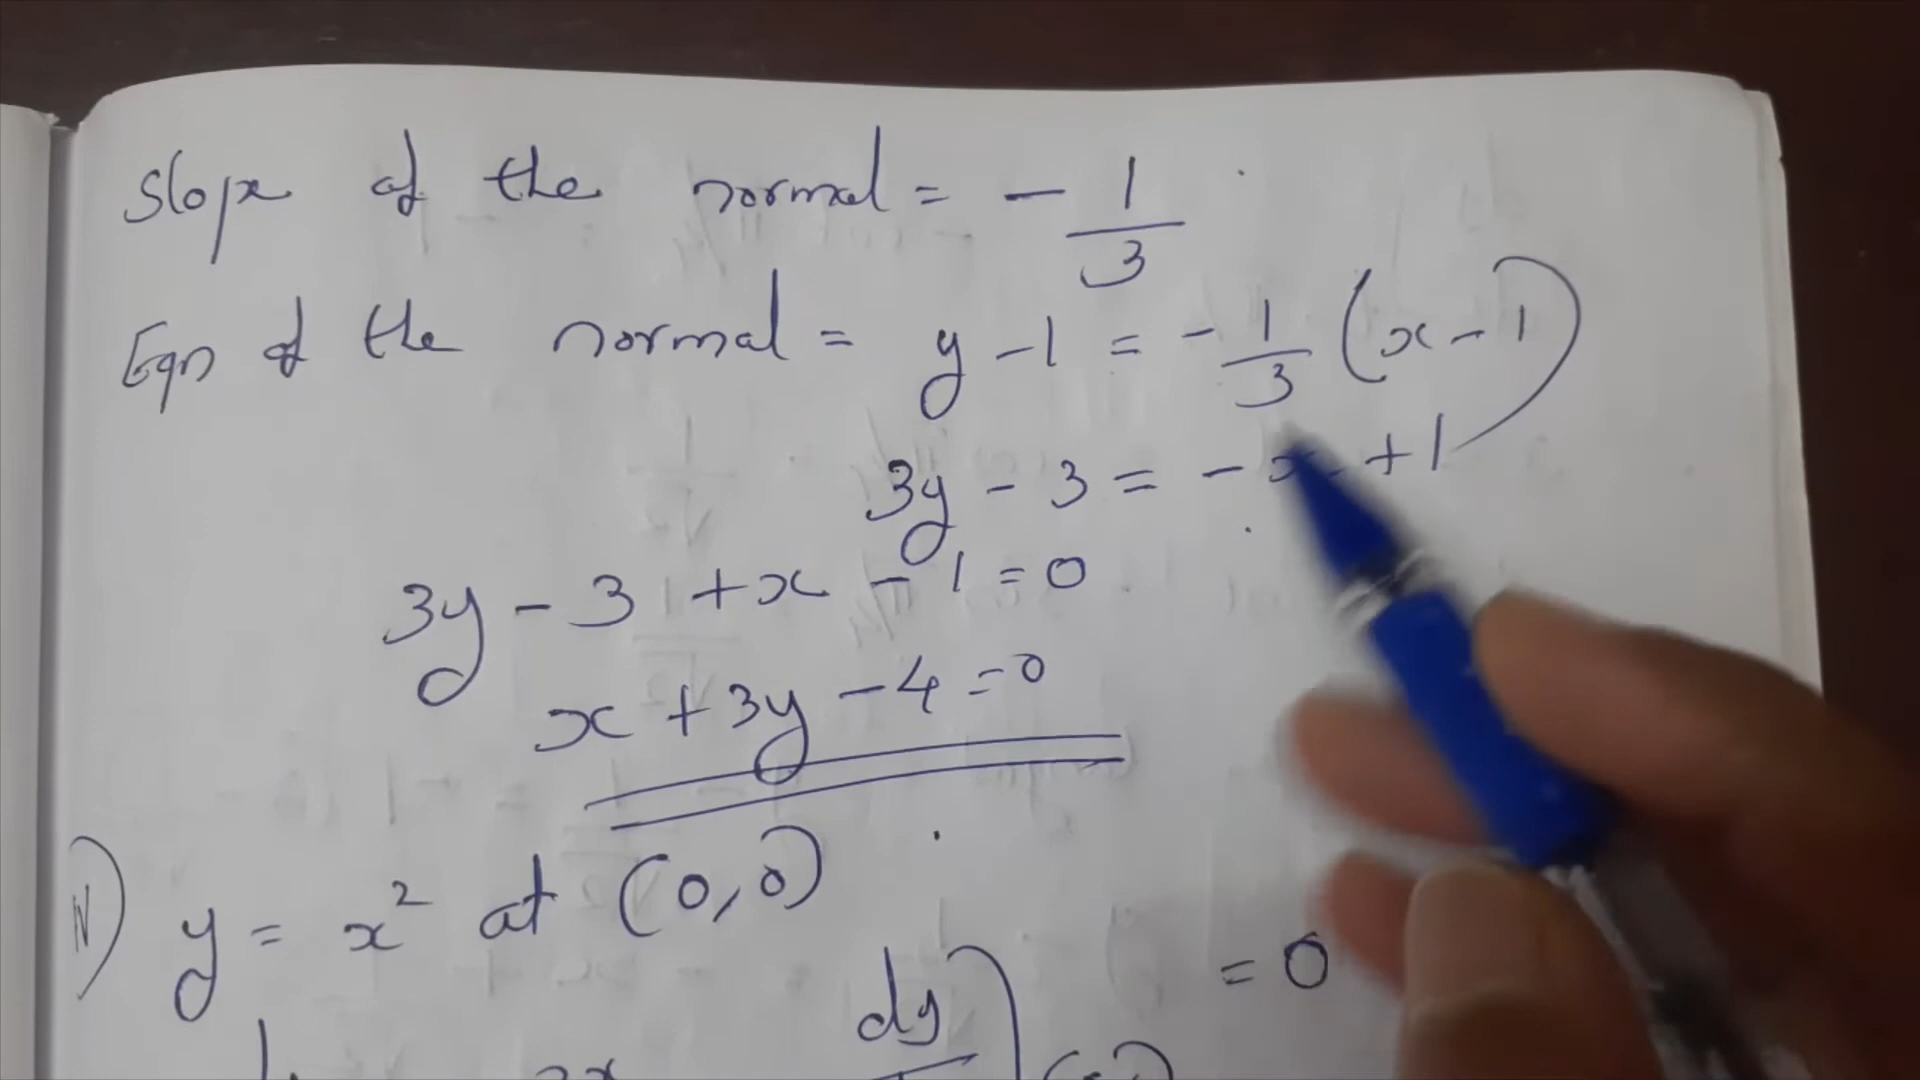 Slope of the normal = - 1/3
Eqn of the normal = y - 1 = - 1/3 (x - 1)
3y - 3 = - x + 1
3y - 3 + x - 1 = 0
x + 3y - 4 = 0
iv) y = x² at (0,0)
dy = 0